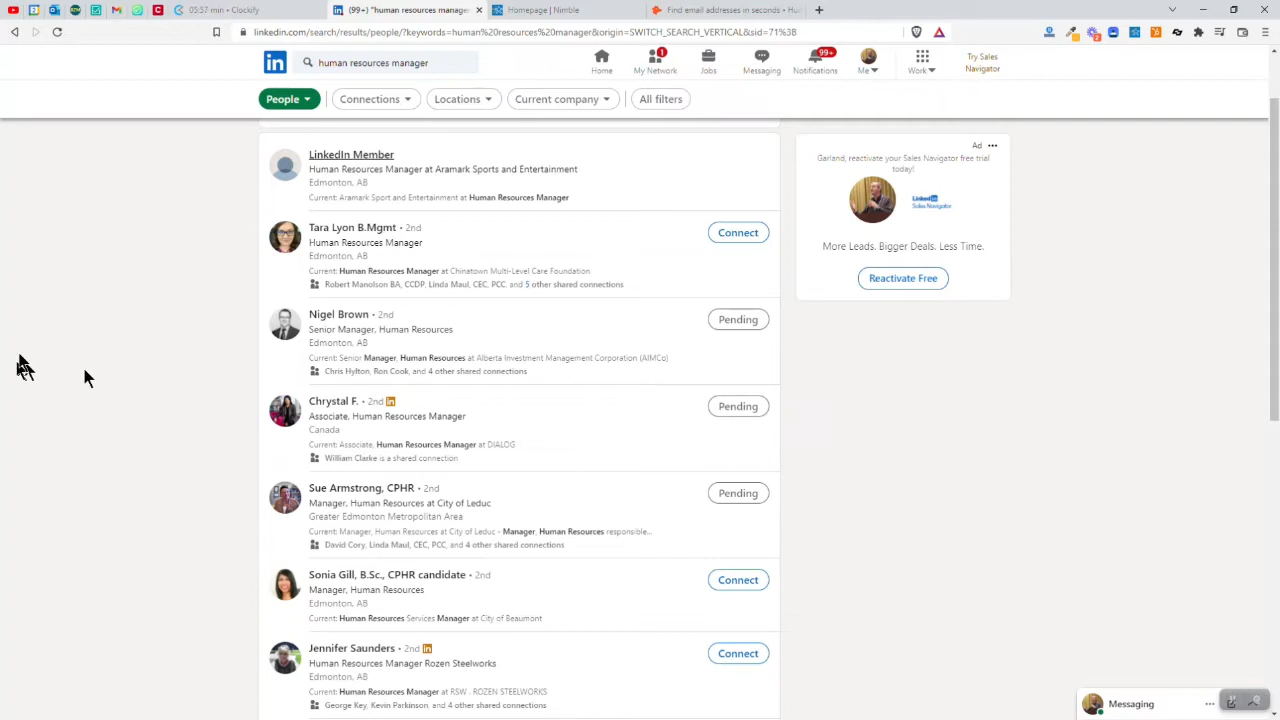 05:57 min • Clockify
(99+) "human resources manager
Homepage | Nimble
Find email addresses in seconds • Hu
linkedin.com/search/results/people/?keywords=human%20resources%20manager&origin=SWITCH_SEARCH_VERTICAL&sid=71%3B
human resources manager
Home
1
My Network
Jobs
Messaging
99+
Notifications
Me
Work
Try Sales
Navigator
People
Connections
Locations
Current company
All filters
LinkedIn Member
Human Resources Manager at Aramark Sports and Entertainment
Edmonton, AB
Current: Aramark Sport and Entertainment at Human Resources Manager
Tara Lyon B.Mgmt • 2nd
Human Resources Manager
Edmonton, AB
Current: Human Resources Manager at Chinatown Multi-Level Care Foundation
Robert Manolson BA, CCDP, Linda Maul, CEC, PCC, and 5 other shared connections
Connect
Nigel Brown • 2nd
Senior Manager, Human Resources
Edmonton, AB
Current: Senior Manager, Human Resources at Alberta Investment Management Corporation (AIMCo)
Chris Hylton, Ron Cook, and 4 other shared connections
Pending
Chrystal F. • 2nd in
Associate, Human Resources Manager
Canada
Current: Associate, Human Resources Manager at DIALOG
William Clarke is a shared connection
Pending
Sue Armstrong, CPHR • 2nd
Manager, Human Resources at City of Leduc
Greater Edmonton Metropolitan Area
Current: Manager, Human Resources at City of Leduc - Manager, Human Resources responsible...
David Cory, Linda Maul, CEC, PCC, and 4 other shared connections
Pending
Sonia Gill, B.Sc., CPHR candidate • 2nd
Manager, Human Resources
Edmonton, AB
Current: Human Resources Services Manager at City of Beaumont
Connect
Jennifer Saunders • 2nd in
Human Resources Manager Rozen Steelworks
Edmonton, AB
Current: Human Resources Manager at RSW . ROZEN STEELWORKS
George Key, Kevin Parkinson, and 4 other shared connections
Connect
Ad •••
Garland, reactivate your Sales Navigator free trial
today!
Linkedin
Sales Navigator
More Leads. Bigger Deals. Less Time.
Reactivate Free
Messaging